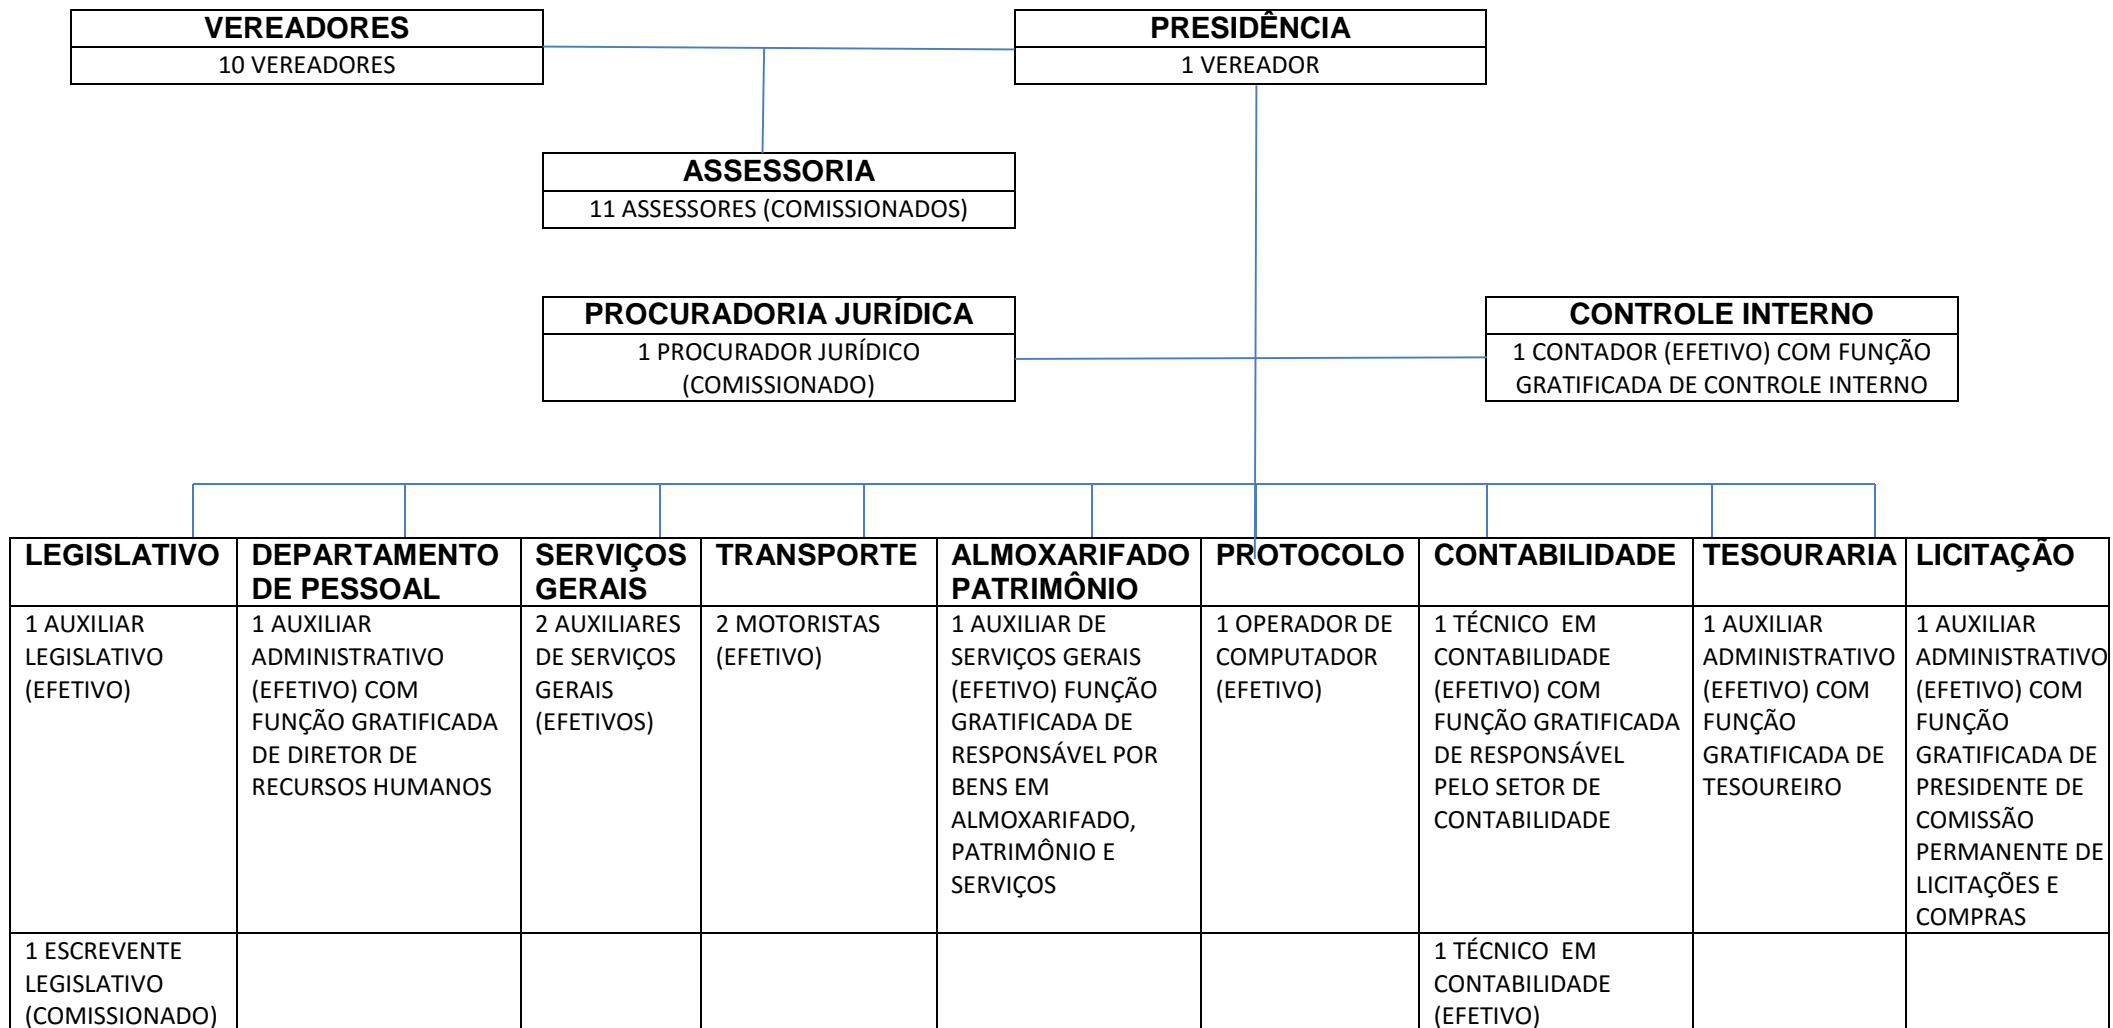 VEREADORES
10 VEREADORES
PRESIDÊNCIA
1 VEREADOR
ASSESSORIA
11 ASSESSORES (COMISSIONADOS)
PROCURADORIA JURÍDICA
1 PROCURADOR JURÍDICO
(COMISSIONADO)
CONTROLE INTERNO
1 CONTADOR (EFETIVO) COM FUNÇÃO
GRATIFICADA DE CONTROLE INTERNO
LEGISLATIVO
DEPARTAMENTO
DE PESSOAL
SERVIÇOS
GERAIS
TRANSPORTE
ALMOXARIFADO
PATRIMÔNIO
PROTOCOLO
CONTABILIDADE
TESOURARIA
LICITAÇÃO
1 AUXILIAR
LEGISLATIVO
(EFETIVO)
1 AUXILIAR
ADMINISTRATIVO
(EFETIVO) COM
FUNÇÃO GRATIFICADA
DE DIRETOR DE
RECURSOS HUMANOS
2 AUXILIARES
DE SERVIÇOS
GERAIS
(EFETIVOS)
2 MOTORISTAS
(EFETIVO)
1 AUXILIAR DE
SERVIÇOS GERAIS
(EFETIVO) FUNÇÃO
GRATIFICADA DE
RESPONSÁVEL POR
BENS EM
ALMOXARIFADO,
PATRIMÔNIO E
SERVIÇOS
1 OPERADOR DE
COMPUTADOR
(EFETIVO)
1 TÉCNICO  EM
CONTABILIDADE
(EFETIVO) COM
FUNÇÃO GRATIFICADA
DE RESPONSÁVEL
PELO SETOR DE
CONTABILIDADE
1 AUXILIAR
ADMINISTRATIVO
(EFETIVO) COM
FUNÇÃO
GRATIFICADA DE
TESOUREIRO
1 AUXILIAR
ADMINISTRATIVO
(EFETIVO) COM
FUNÇÃO
GRATIFICADA DE
PRESIDENTE DE
COMISSÃO
PERMANENTE DE
LICITAÇÕES E
COMPRAS
1 ESCREVENTE
LEGISLATIVO
(COMISSIONADO)
1 TÉCNICO  EM
CONTABILIDADE
(EFETIVO)